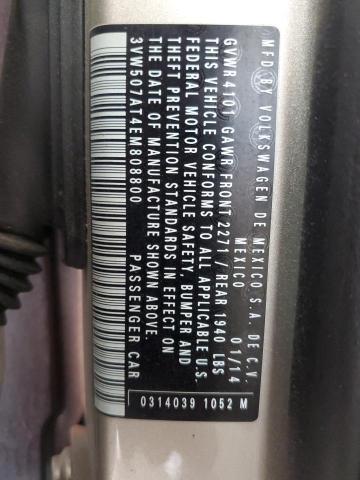 MFD BY VOLKSWAGEN DE MEXICO S.A. DE C.V.
MEXICO 01/14
GVWR 4101 GAWR FRONT 2271 / REAR 1940 LBS
THIS VEHICLE CONFORMS TO ALL APPLICABLE U.S.
FEDERAL MOTOR VEHICLE SAFETY, BUMPER AND
THEFT PREVENTION STANDARDS IN EFFECT ON
THE DATE OF MANUFACTURE SHOWN ABOVE.
3VW507AT4EM808800 PASSENGER CAR
0314039 1052 M